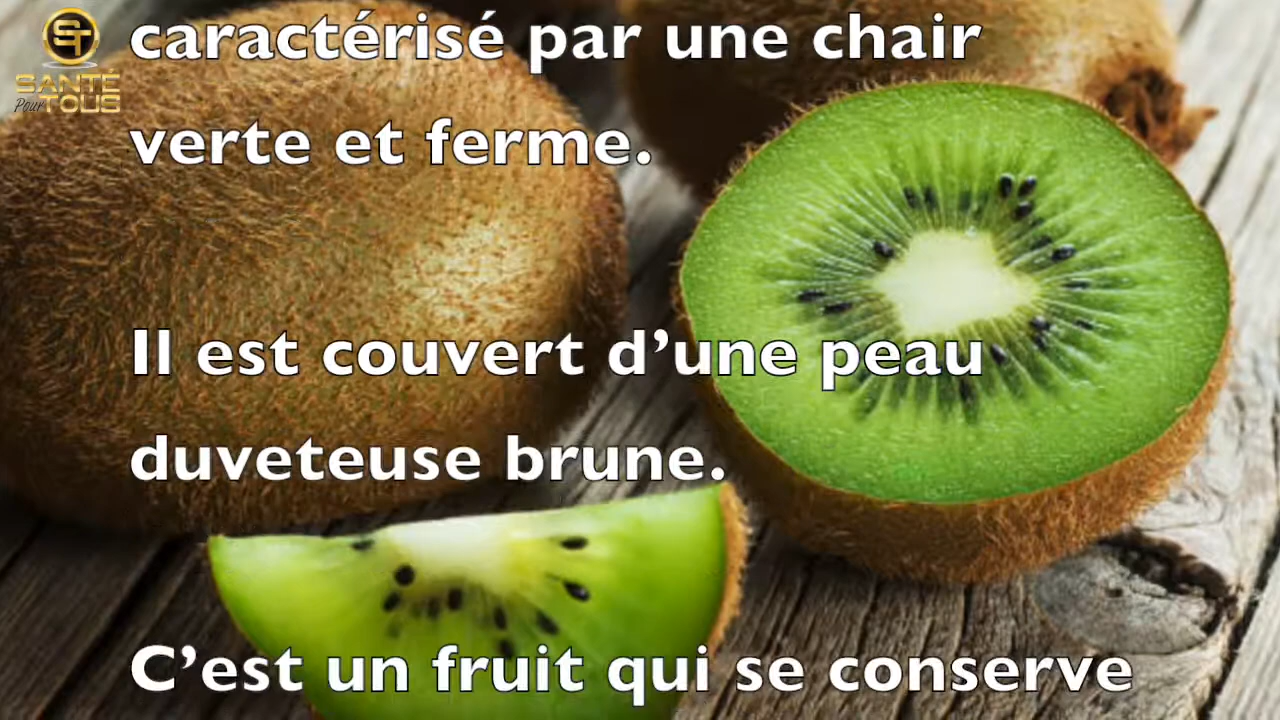 ST
SANTÉ
Pour TOUS
caractérisé par une chair
verte et ferme.
Il est couvert d’une peau
duveteuse brune.
C’est un fruit qui se conserve